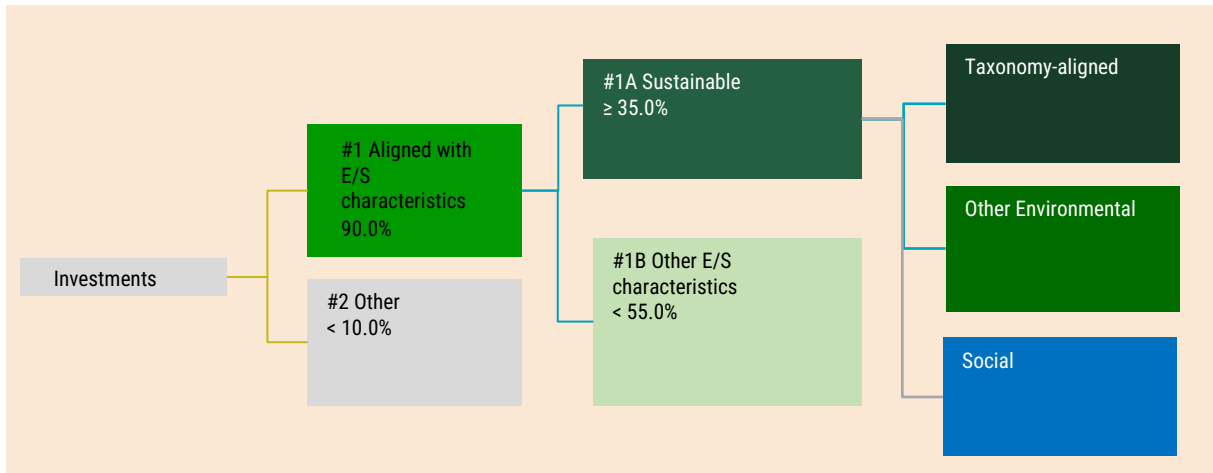 Investments
#1 Aligned with
E/S
characteristics
90.0%
#2 Other
< 10.0%
#1A Sustainable
≥ 35.0%
#1B Other E/S
characteristics
< 55.0%
Taxonomy-aligned
Other Environmental
Social